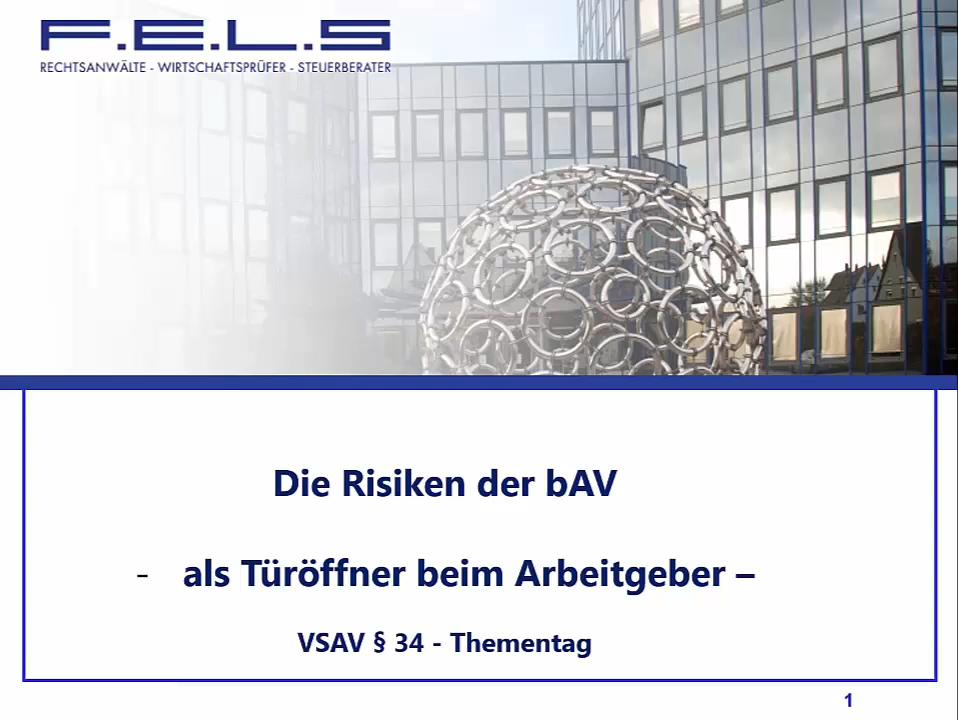 F.E.L.S
RECHTSANWÄLTE - WIRTSCHAFTSPRÜFER - STEUERBERATER
Die Risiken der bAV
- als Türöffner beim Arbeitgeber –
VSAV § 34 - Thementag
1